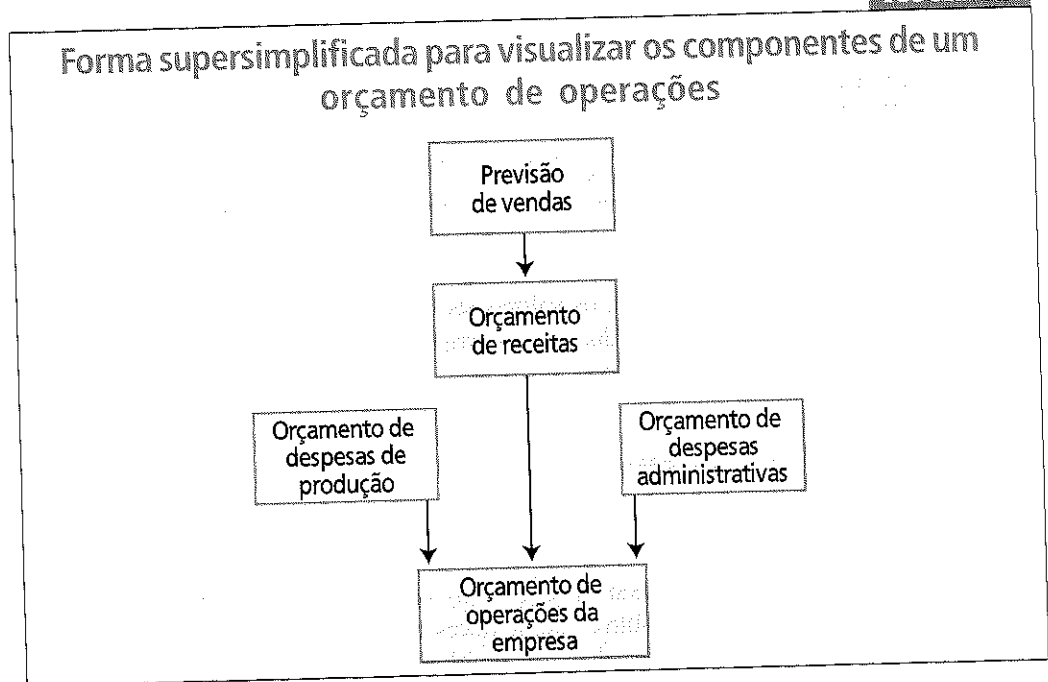 Forma supersimplificada para visualizar os componentes de um
orçamento de operações
Previsão
de vendas
Orçamento
de receitas
Orçamento de
despesas de
produção
Orçamento de
despesas
administrativas
Orçamento de
operações da
empresa